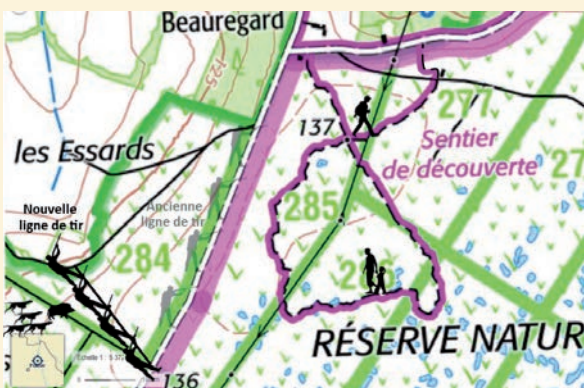 Beauregard
125
277
137
Sentier
de découverte
27
les Essards
Ancienne
ligne de tir
Nouvelle
ligne de tir
285
284
RÉSERVE NATUR
136